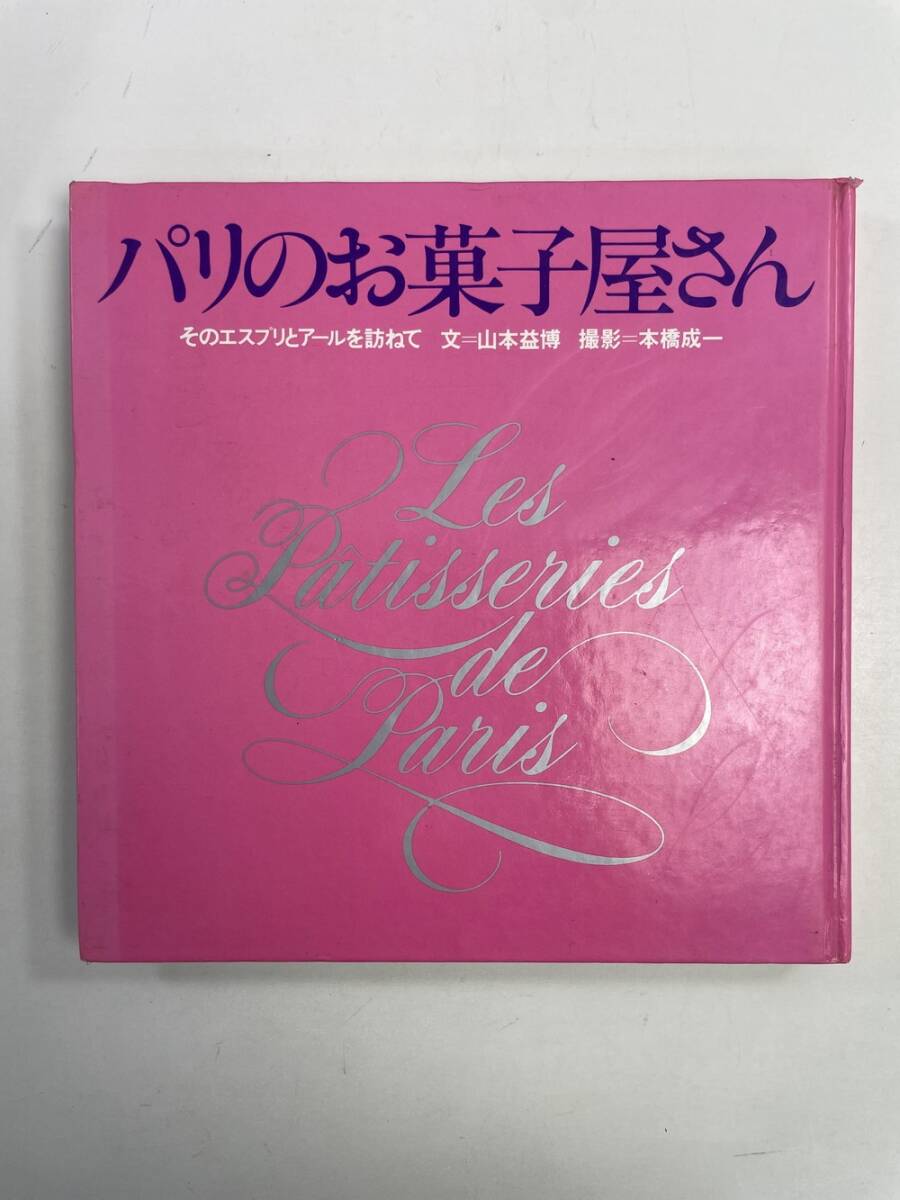 パリのお菓子屋さん
そのエスプリとアールを訪ねて 文=山本益博 撮影=本橋成一
Les
Pâtisseries
de
Paris